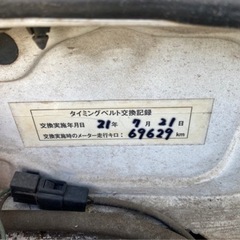 タイミングベルト交換記録
交換実施年月日 21年 7月 21日
交換実施時のメーター走行キロ: 69629km